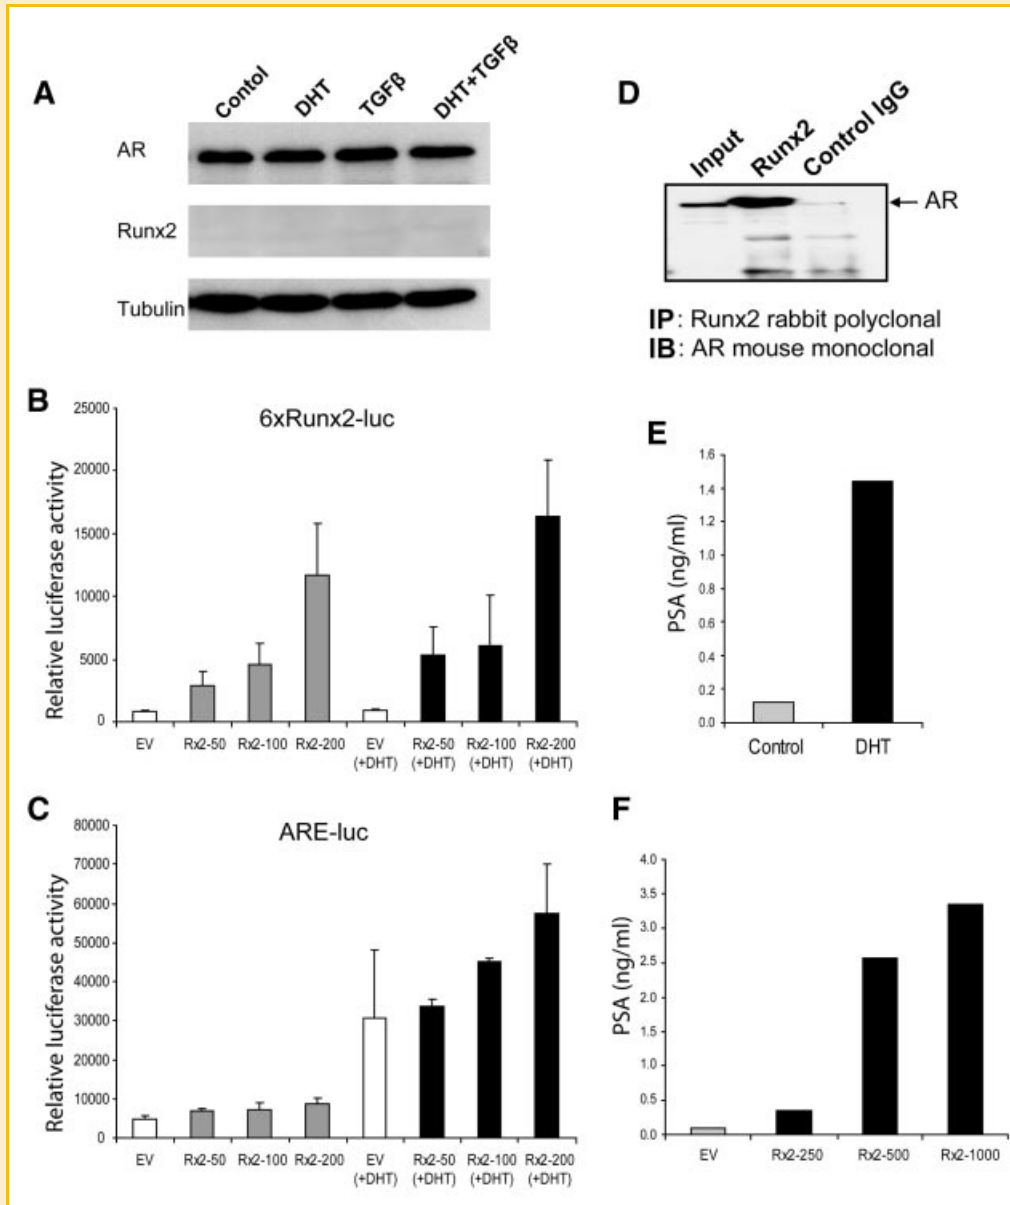 A
Contol
DHT
TGFβ
DHT+TGFβ
AR
Runx2
Tubulin
D
Input
Runx2
Control IgG
AR
IP: Runx2 rabbit polyclonal
IB: AR mouse monoclonal
B
6xRunx2-luc
Relative luciferase activity
25000
20000
15000
10000
5000
0
EV
Rx2-50
Rx2-100
Rx2-200
EV
(+DHT)
Rx2-50
(+DHT)
Rx2-100
(+DHT)
Rx2-200
(+DHT)
E
PSA (ng/ml)
1.6
1.4
1.2
1.0
0.8
0.6
0.4
0.2
0.0
Control
DHT
C
ARE-luc
Relative luciferase activity
80000
70000
60000
50000
40000
30000
20000
10000
0
EV
Rx2-50
Rx2-100
Rx2-200
EV
(+DHT)
Rx2-50
(+DHT)
Rx2-100
(+DHT)
Rx2-200
(+DHT)
F
PSA (ng/ml)
4.0
3.5
3.0
2.5
2.0
1.5
1.0
0.5
0.0
EV
Rx2-250
Rx2-500
Rx2-1000